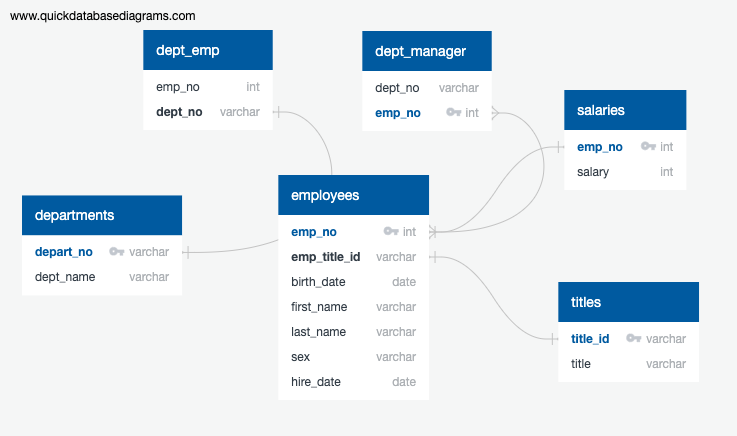 www.quickdatabasediagrams.com
dept_emp
emp_no int
dept_no varchar
dept_manager
dept_no varchar
emp_no int
salaries
emp_no int
salary int
departments
depart_no varchar
dept_name varchar
employees
emp_no int
emp_title_id varchar
birth_date date
first_name varchar
last_name varchar
sex varchar
hire_date date
titles
title_id varchar
title varchar